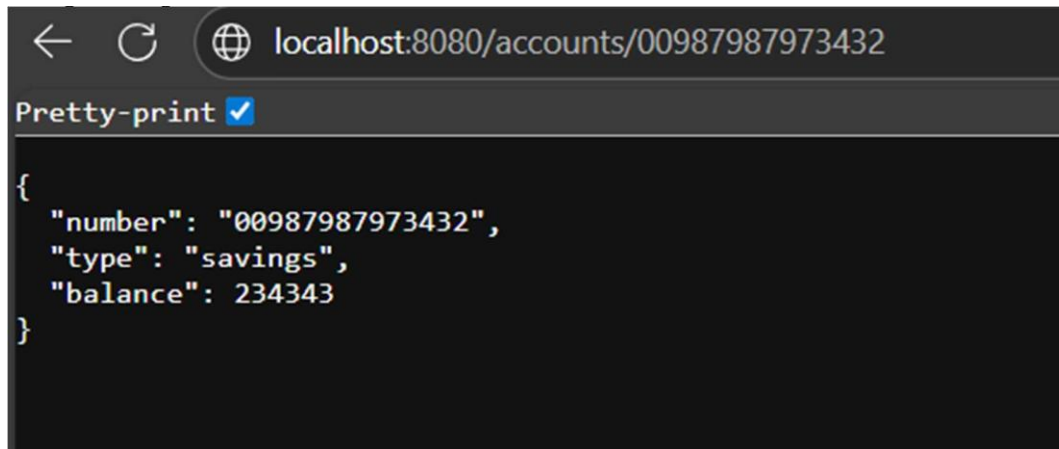 localhost:8080/accounts/00987987973432
Pretty-print
{
  "number": "00987987973432",
  "type": "savings",
  "balance": 234343
}